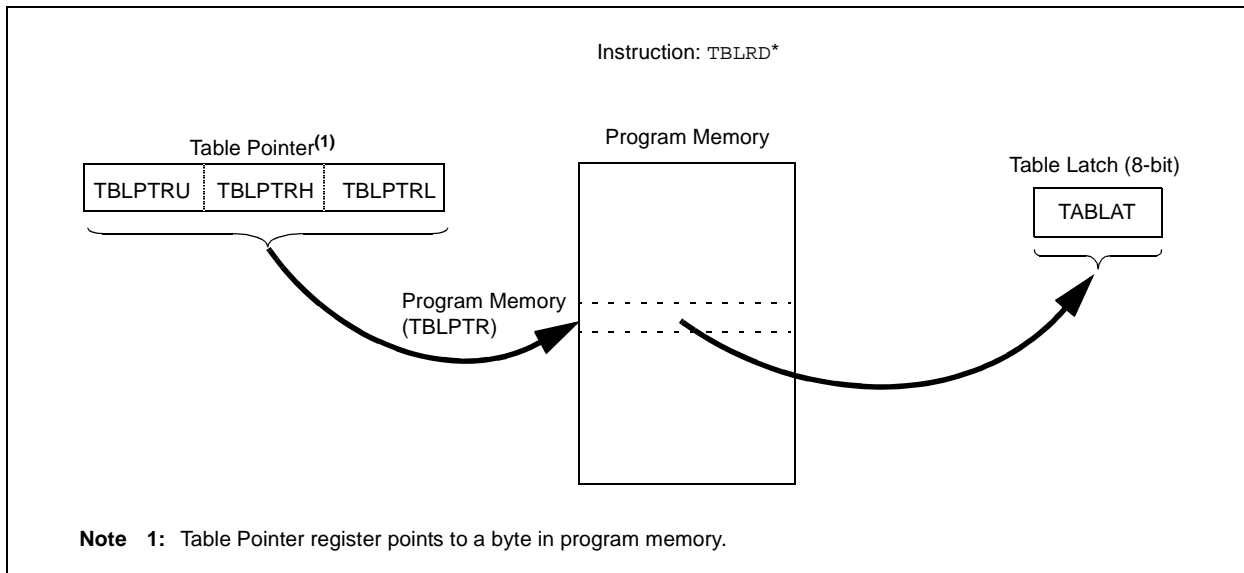 Instruction: TBLRD*
Table Pointer(1)
TBLPTRU TBLPTRH TBLPTRL
Program Memory
(TBLPTR)
Program Memory
Table Latch (8-bit)
TABLAT
Note 1: Table Pointer register points to a byte in program memory.